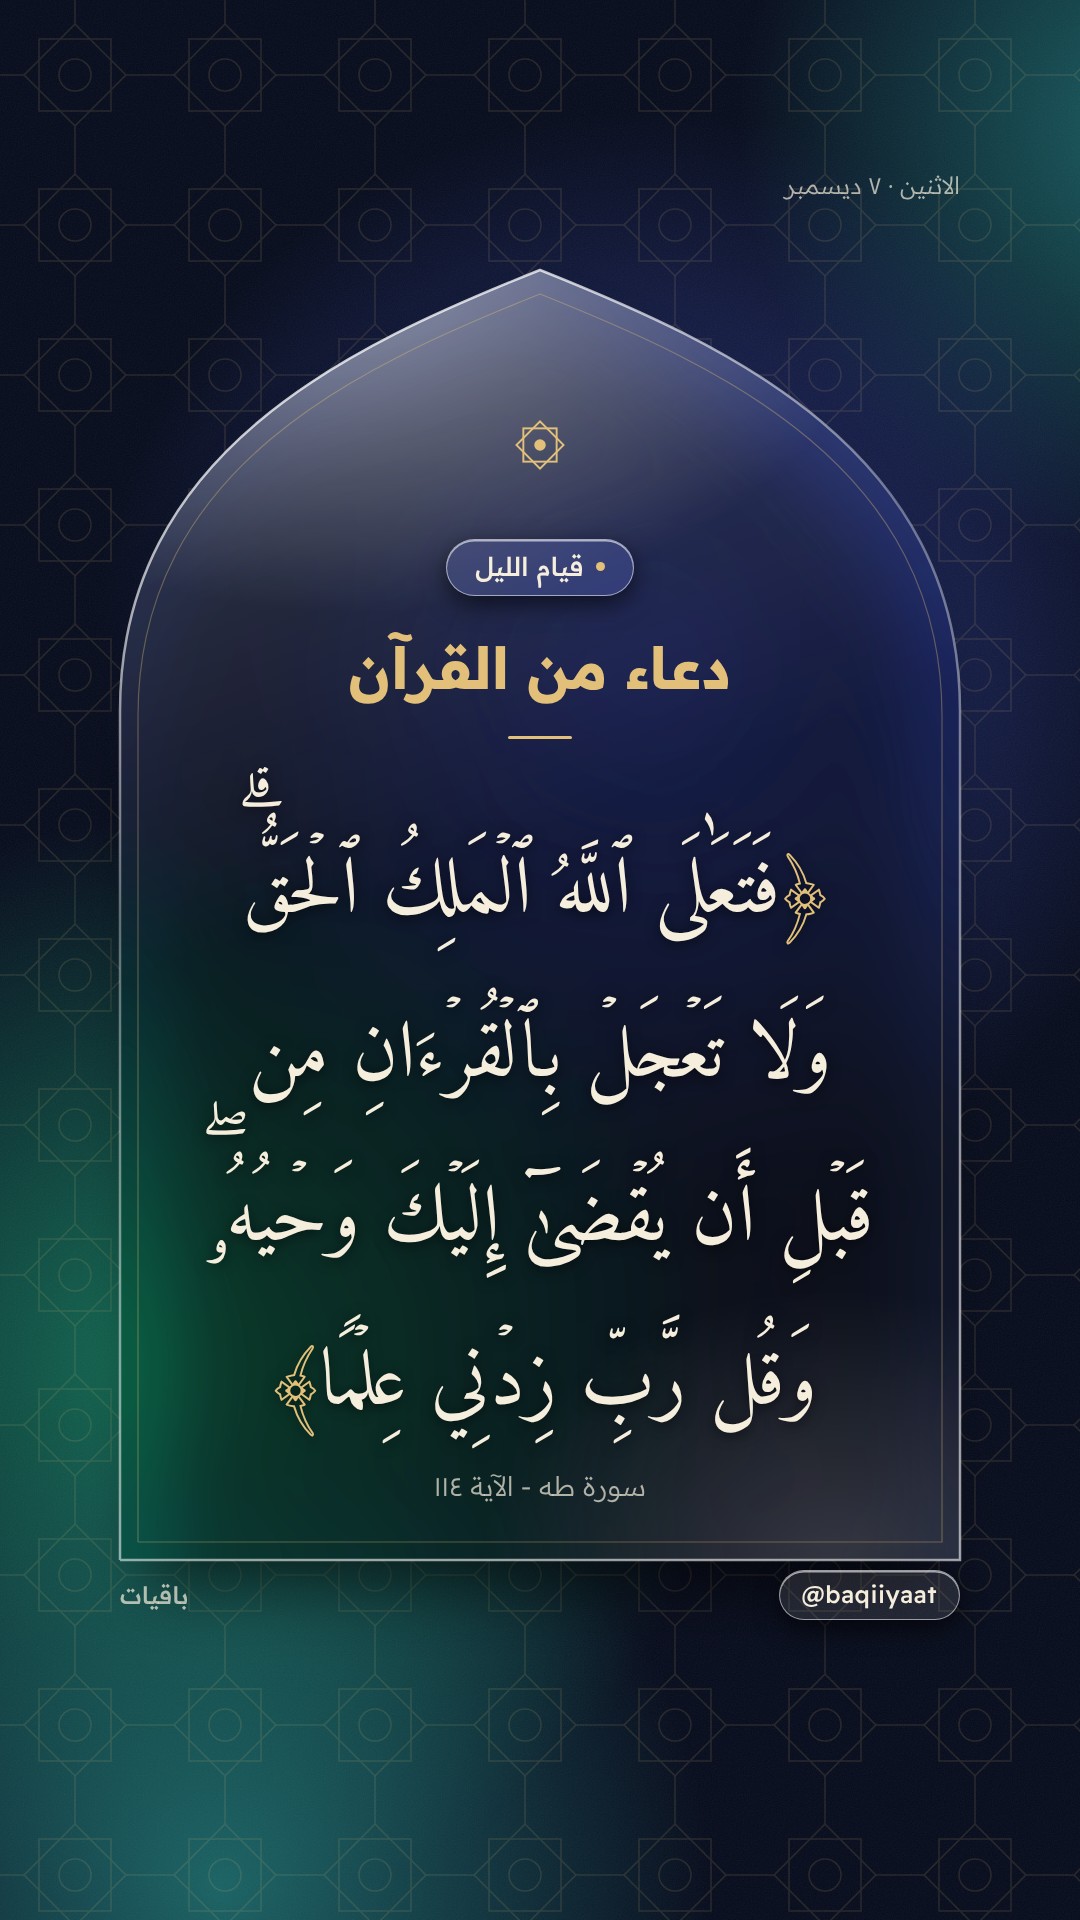 الاثنين · ٧ ديسمبر
قيام الليل
دعاء من القرآن
﴿فَتَعَٰلَى ٱللَّهُ ٱلۡمَلِكُ ٱلۡحَقُّۗ
وَلَا تَعۡجَلۡ بِٱلۡقُرۡءَانِ مِن
قَبۡلِ أَن يُقۡضَىٰٓ إِلَيۡكَ وَحۡيُهُۥۖ
وَقُل رَّبِّ زِدۡنِي عِلۡمًا﴾
سورة طه - الآية ١١٤
@baqiiyaat
باقيات